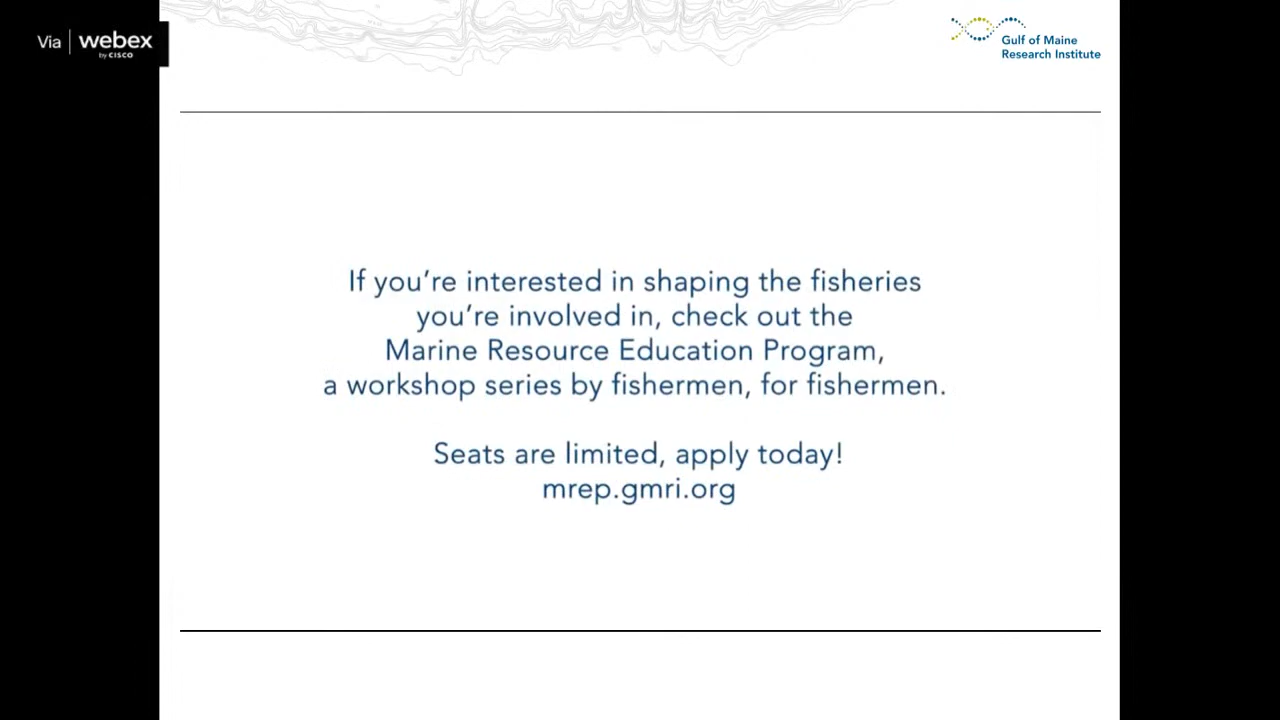 Via | webex
by CISCO
Gulf of Maine
Research Institute
If you're interested in shaping the fisheries
you're involved in, check out the
Marine Resource Education Program,
a workshop series by fishermen, for fishermen.
Seats are limited, apply today!
mrep.gmri.org